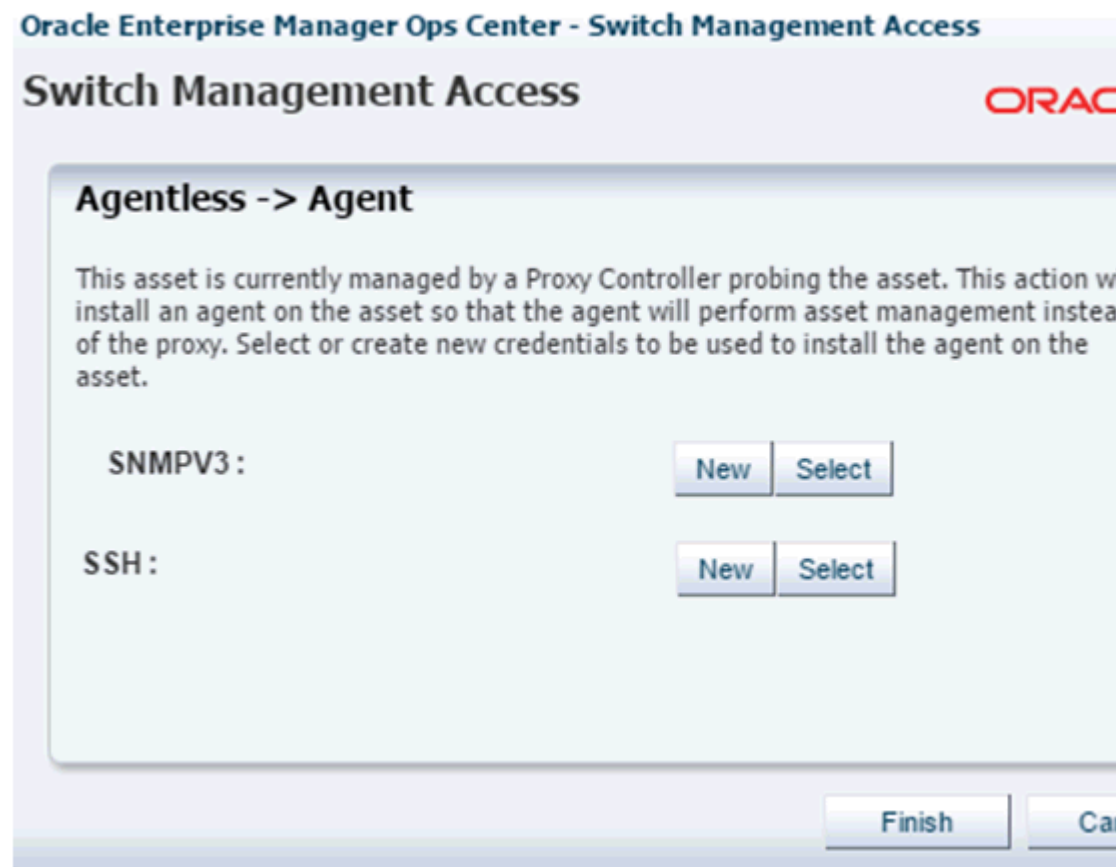 Oracle Enterprise Manager Ops Center - Switch Management Access
Switch Management Access
ORAC
Agentless -> Agent
This asset is currently managed by a Proxy Controller probing the asset. This action w
install an agent on the asset so that the agent will perform asset management instea
of the proxy. Select or create new credentials to be used to install the agent on the
asset.
SNMPV3 : New Select
SSH : New Select
Finish Can